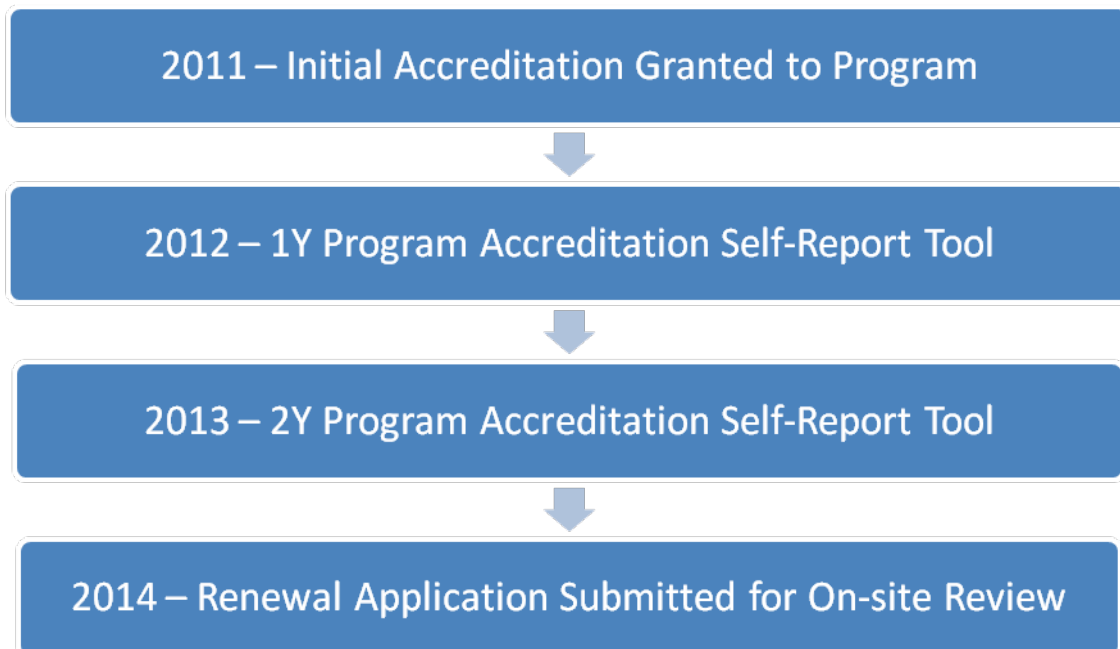 2011 – Initial Accreditation Granted to Program
2012 – 1Y Program Accreditation Self-Report Tool
2013 – 2Y Program Accreditation Self-Report Tool
2014 – Renewal Application Submitted for On-site Review